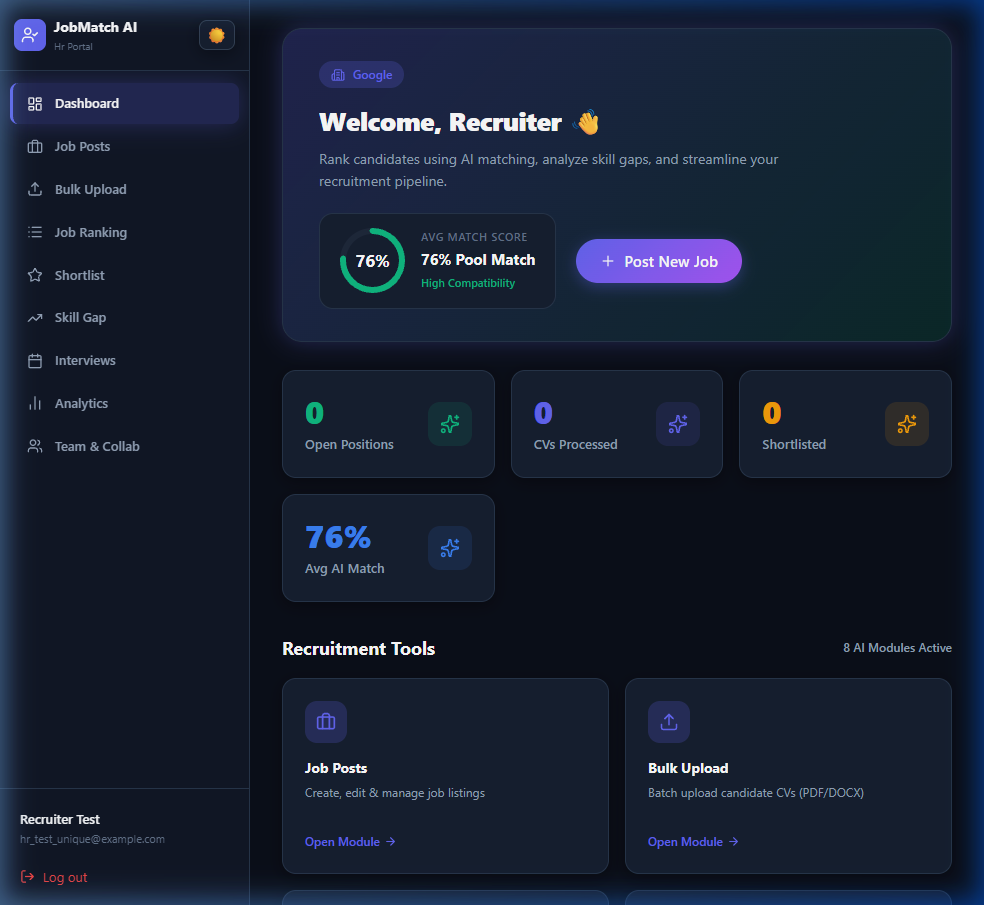 JobMatch AI
Hr Portal
Dashboard
Job Posts
Bulk Upload
Job Ranking
Shortlist
Skill Gap
Interviews
Analytics
Team & Collab
Recruiter Test
hr_test_unique@example.com
Log out
Google
Welcome, Recruiter 👋
Rank candidates using AI matching, analyze skill gaps, and streamline your
recruitment pipeline.
76%
AVG MATCH SCORE
76% Pool Match
High Compatibility
+ Post New Job
0
Open Positions
0
CVs Processed
0
Shortlisted
76%
Avg AI Match
Recruitment Tools
8 AI Modules Active
Job Posts
Create, edit & manage job listings
Open Module →
Bulk Upload
Batch upload candidate CVs (PDF/DOCX)
Open Module →